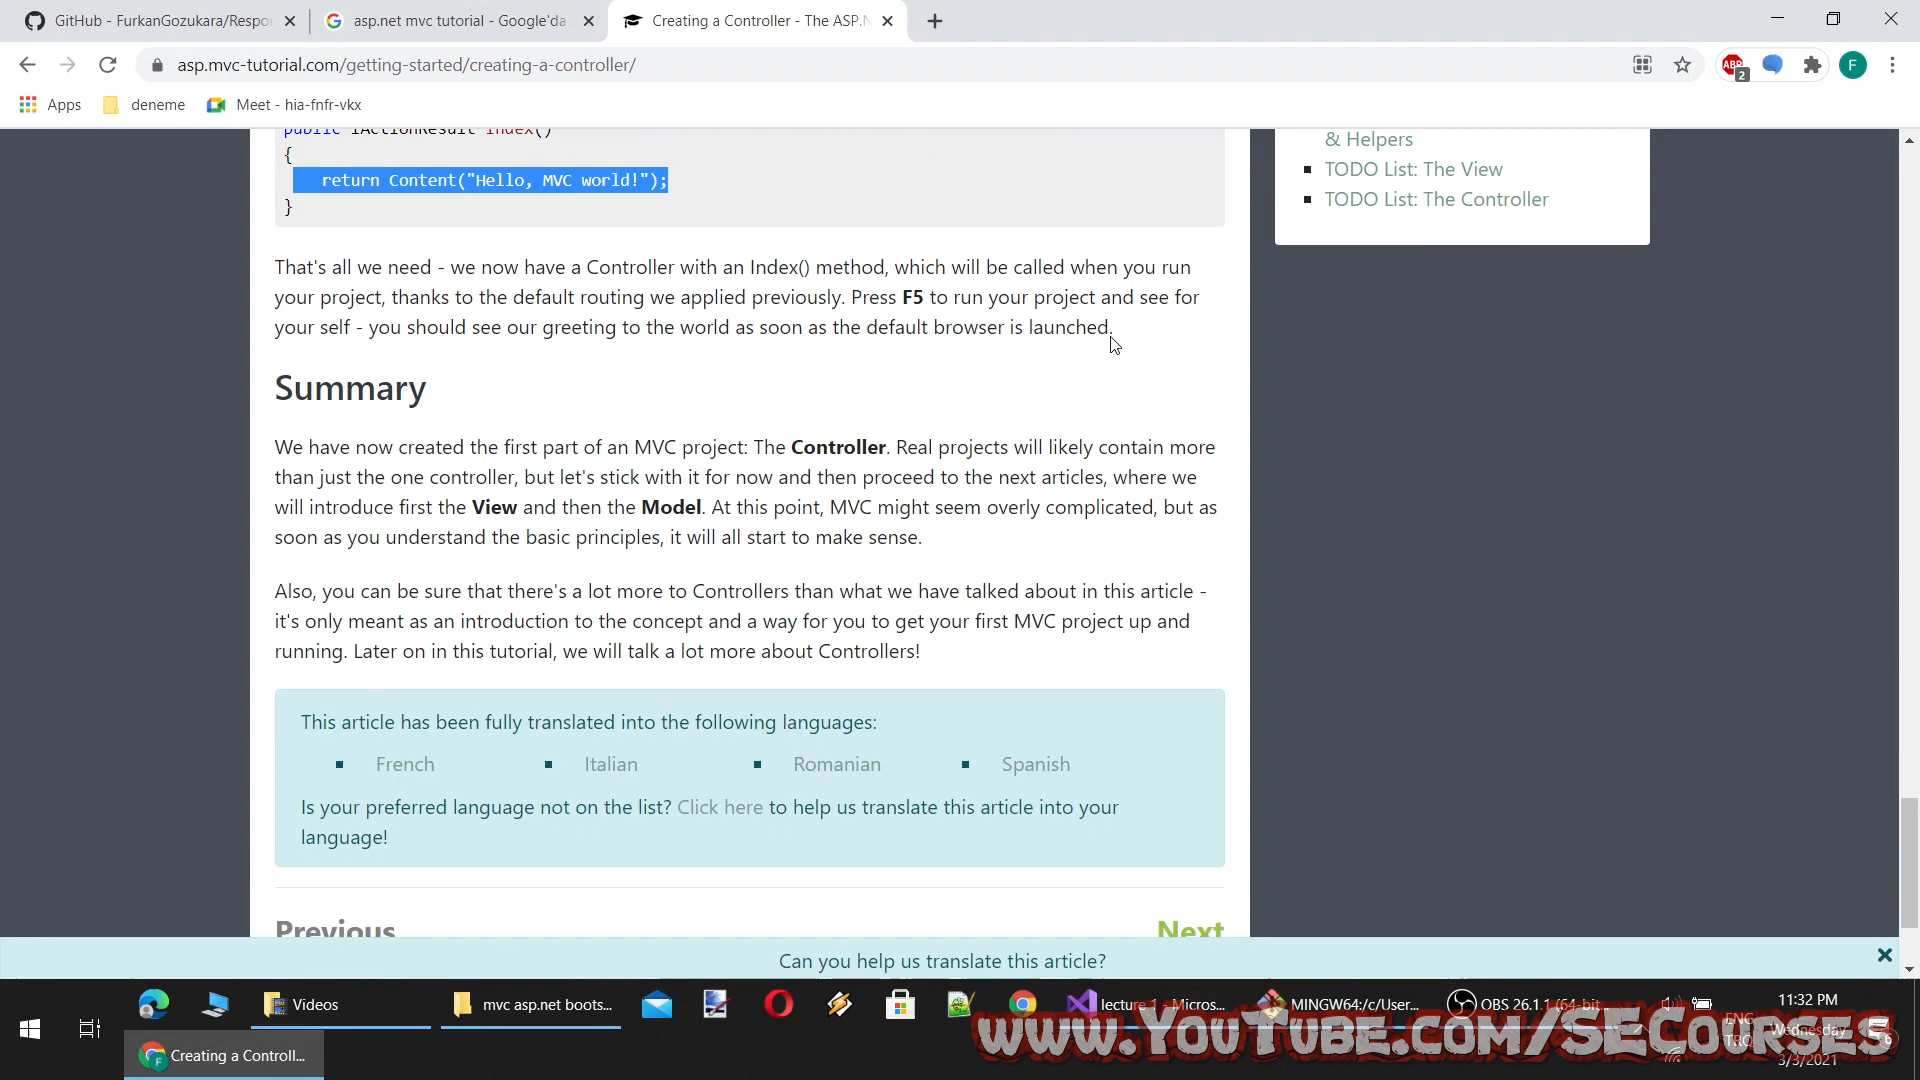 GitHub - FurkanGozukara/Respo
asp.net mvc tutorial - Google'da
Creating a Controller - The ASP.N
asp.mvc-tutorial.com/getting-started/creating-a-controller/
ABP
2
F
Apps
deneme
Meet - hia-fnfr-vkx
public IActionResult Index()
{
return Content("Hello, MVC world!");
}
& Helpers
TODO List: The View
TODO List: The Controller
That's all we need - we now have a Controller with an Index() method, which will be called when you run
your project, thanks to the default routing we applied previously. Press F5 to run your project and see for
your self - you should see our greeting to the world as soon as the default browser is launched.
Summary
We have now created the first part of an MVC project: The Controller. Real projects will likely contain more
than just the one controller, but let's stick with it for now and then proceed to the next articles, where we
will introduce first the View and then the Model. At this point, MVC might seem overly complicated, but as
soon as you understand the basic principles, it will all start to make sense.
Also, you can be sure that there's a lot more to Controllers than what we have talked about in this article -
it's only meant as an introduction to the concept and a way for you to get your first MVC project up and
running. Later on in this tutorial, we will talk a lot more about Controllers!
This article has been fully translated into the following languages:
French
Italian
Romanian
Spanish
Is your preferred language not on the list? Click here to help us translate this article into your
language!
Previous
Next
Can you help us translate this article?
Videos
mvc asp.net boots...
lecture 1 - Micros...
MINGW64:/c/User...
OBS 26.1.1 (64-bit...
11:32 PM
ENG
Wednesday
TRQ
3/3/2021
6
F
Creating a Controll...
www.YouTube.com/SECourses